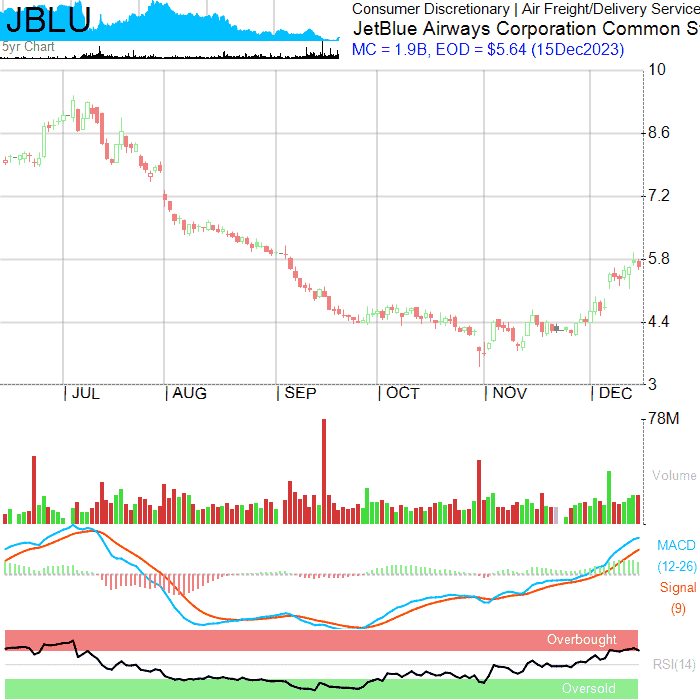 JBLU
5yr Chart
Consumer Discretionary | Air Freight/Delivery Service
JetBlue Airways Corporation Common S
MC = 1.9B, EOD = $5.64 (15Dec2023)
10
8.6
7.2
5.8
4.4
3
| JUL | AUG | SEP | OCT | NOV | DEC
78M
Volume
MACD
(12-26)
Signal
(9)
Overbought
RSI(14)
Oversold